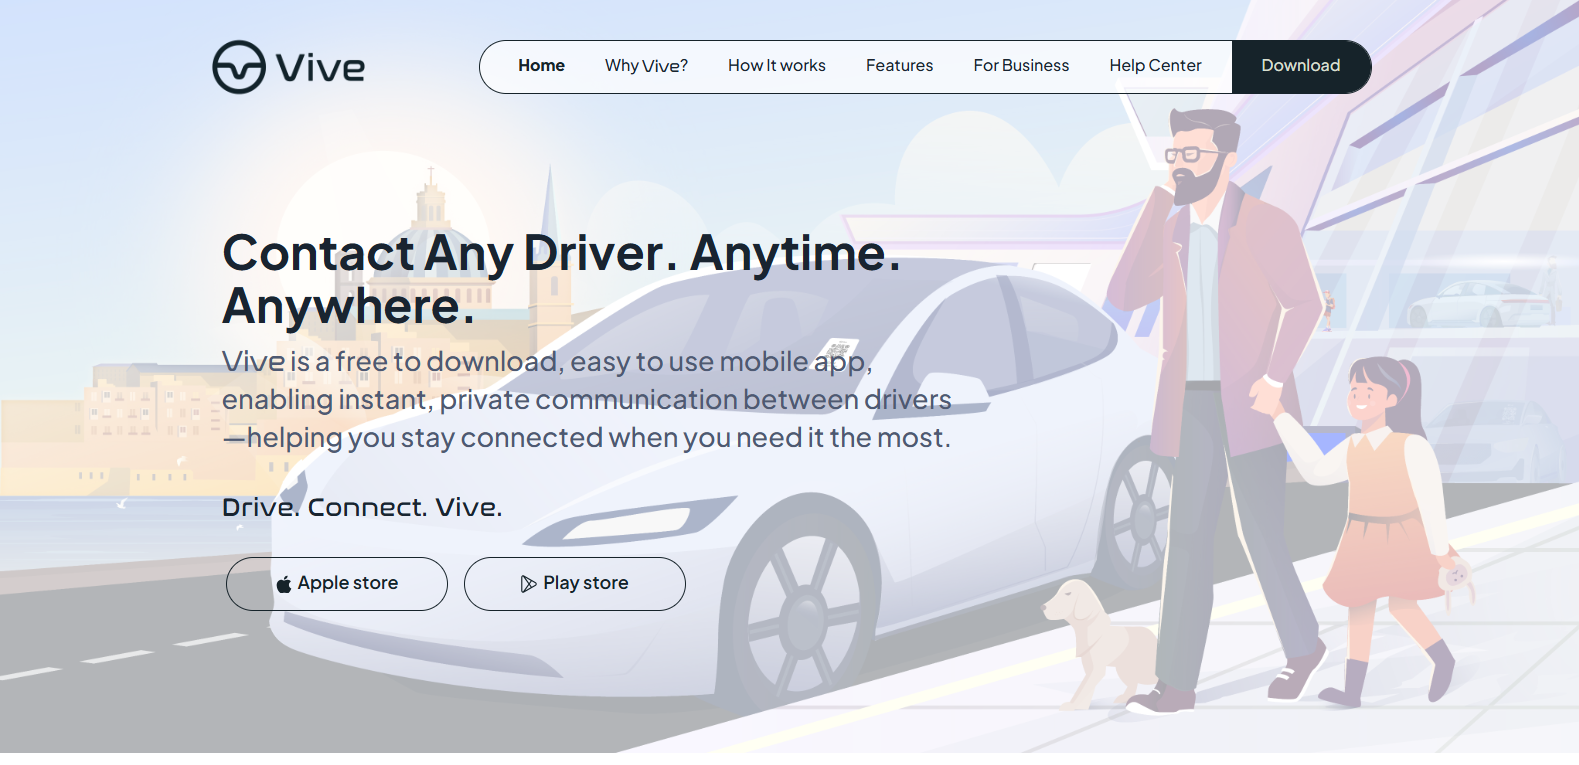 Vive
Home Why Vive? How It works Features For Business Help Center Download
Contact Any Driver. Anytime.
Anywhere.
Vive is a free to download, easy to use mobile app,
enabling instant, private communication between drivers
—helping you stay connected when you need it the most.
Drive. Connect. Vive.
Apple store Play store